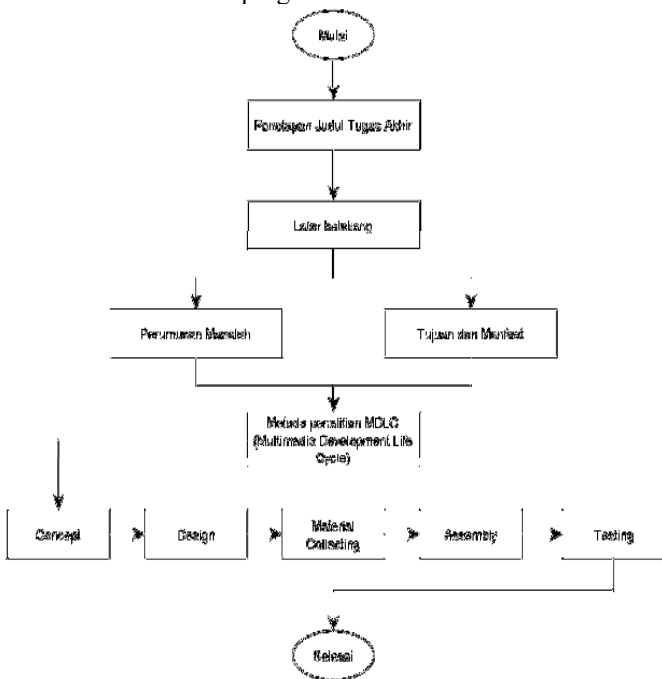 Mulai
Penetapan Judul Tugas Akhir
Latar belakang
Perumusan Masalah
Tujuan dan Manfaat
Metode penelitian MDLC
(Multimedia Development Life
Cycle)
Concept
Design
Material
Collecting
Assembly
Testing
Selesai